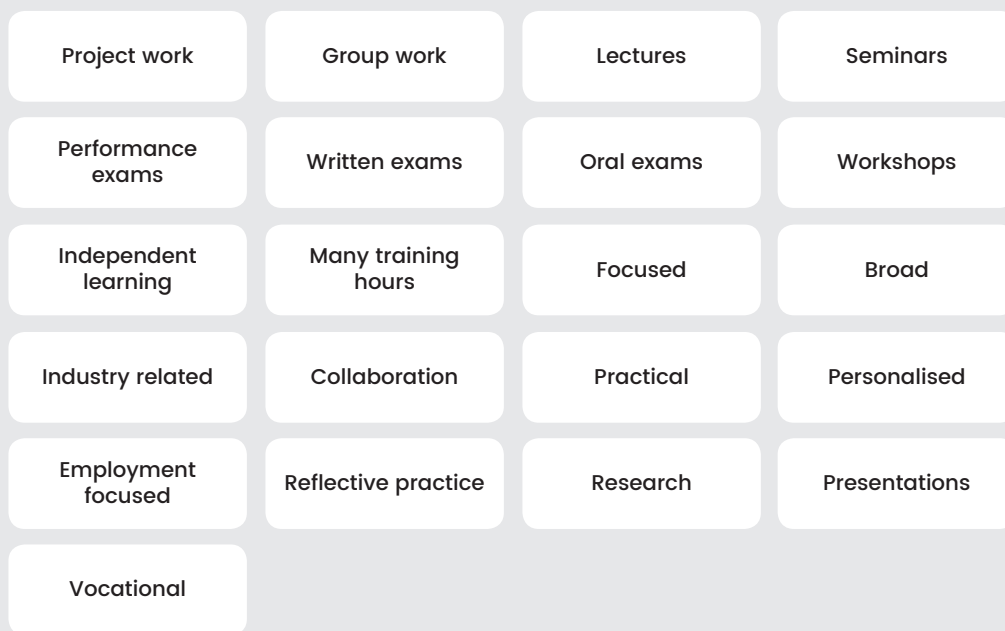 Project work
Group work
Lectures
Seminars
Performance
exams
Written exams
Oral exams
Workshops
Independent
learning
Many training
hours
Focused
Broad
Industry related
Collaboration
Practical
Personalised
Employment
focused
Reflective practice
Research
Presentations
Vocational